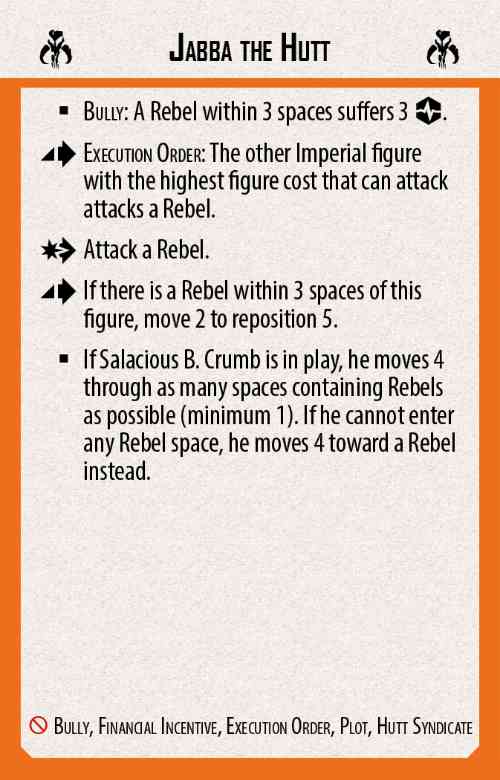 Jabba the Hutt
▪ Bully: A Rebel within 3 spaces suffers 3 .
Execution Order: The other Imperial figure
with the highest figure cost that can attack
attacks a Rebel.
Attack a Rebel.
If there is a Rebel within 3 spaces of this
figure, move 2 to reposition 5.
▪ If Salacious B. Crumb is in play, he moves 4
through as many spaces containing Rebels
as possible (minimum 1). If he cannot enter
any Rebel space, he moves 4 toward a Rebel
instead.
Bully, Financial Incentive, Execution Order, Plot, Hutt Syndicate